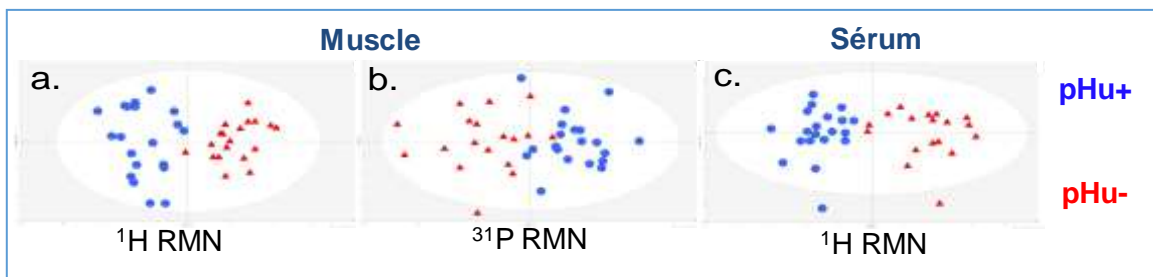 Muscle
Sérum
a.
b.
c.
pHu+
pHu-
¹H RMN
³¹P RMN
¹H RMN